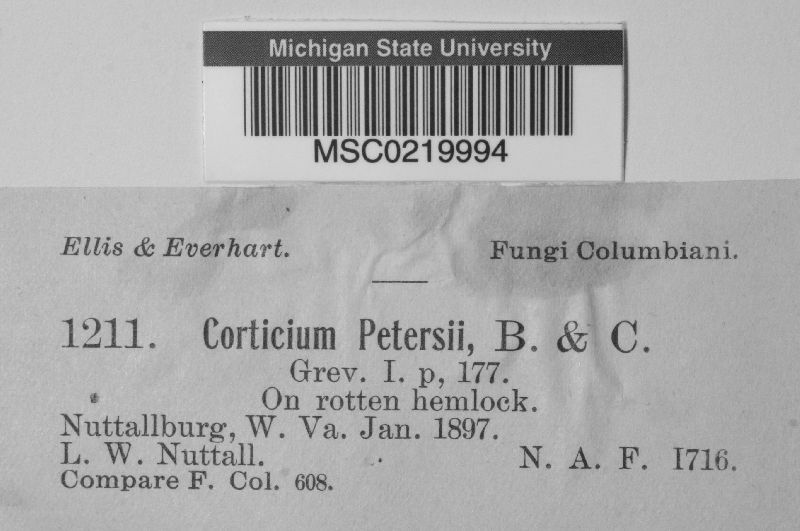 Michigan State University
MSC0219994
Ellis & Everhart. Fungi Columbiani.
1211. Corticium Petersii, B. & C.
Grev. I. p, 177.
On rotten hemlock.
Nuttallburg, W. Va. Jan. 1897.
L. W. Nuttall. N. A. F. 1716.
Compare F. Col. 608.